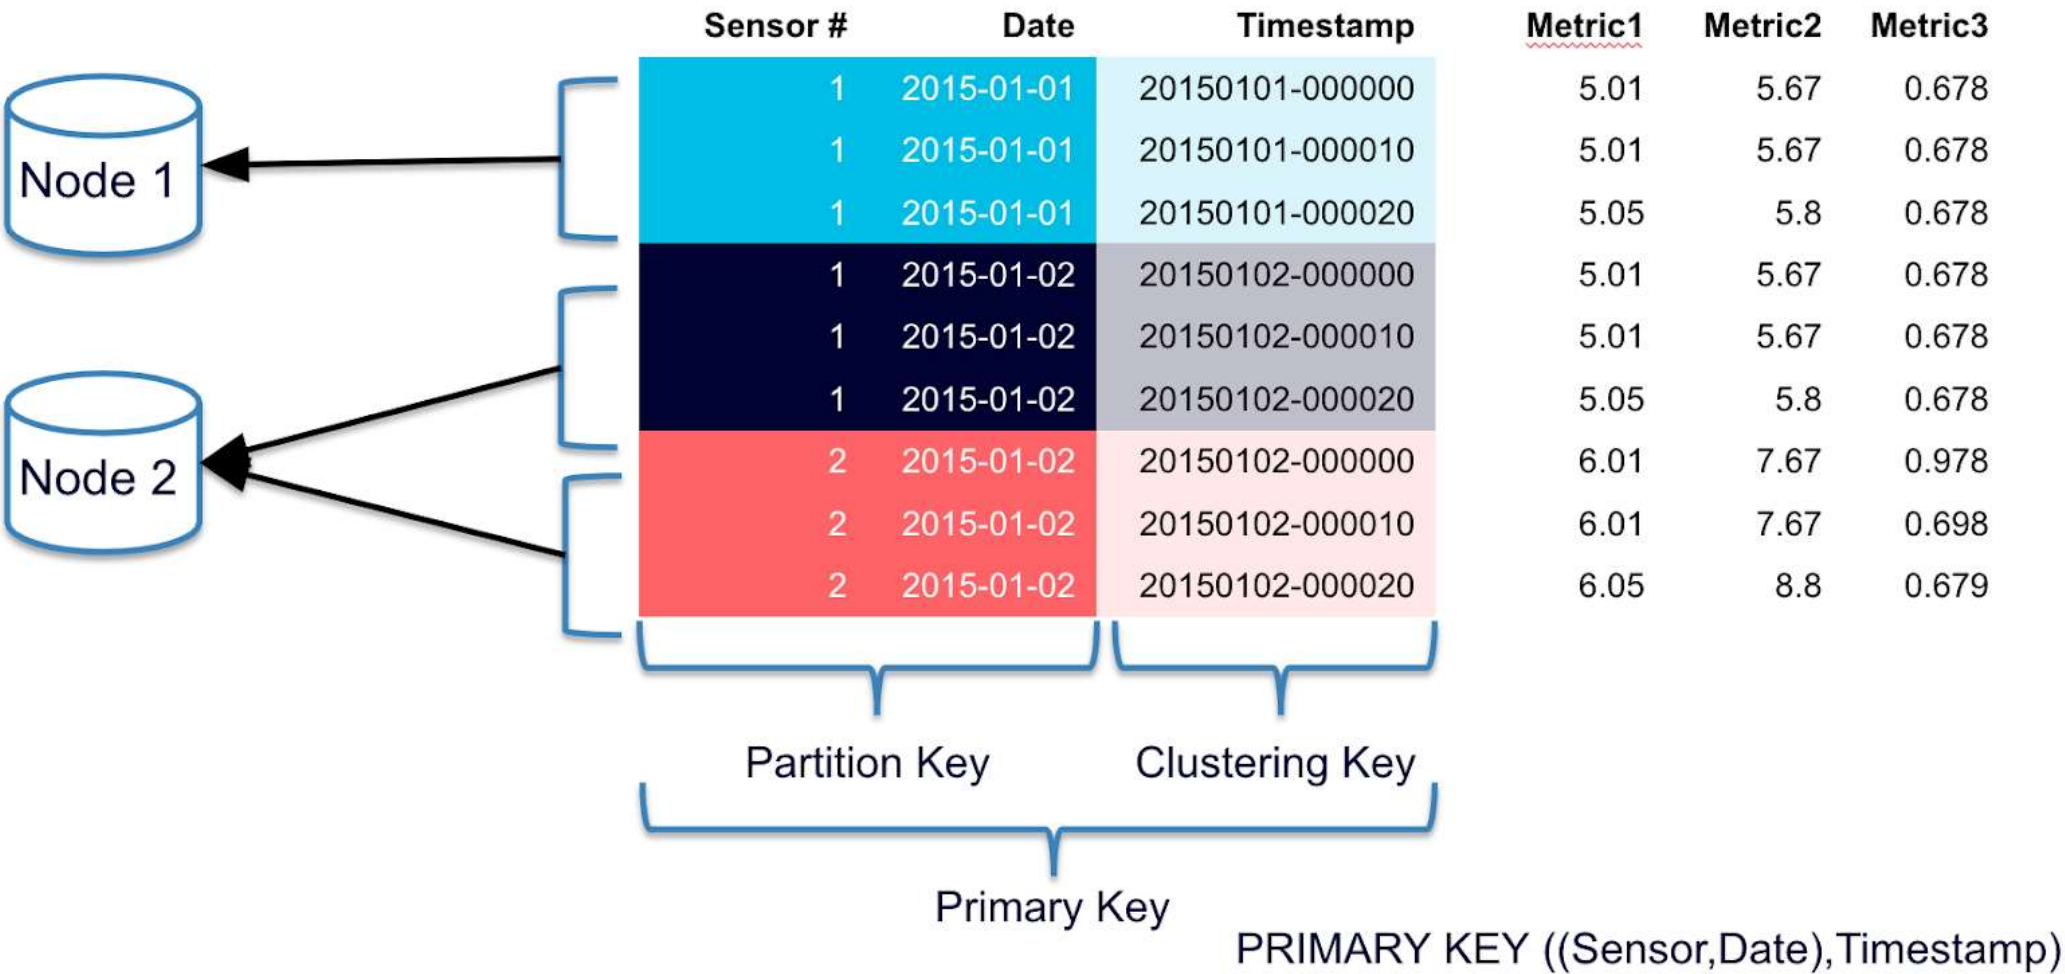 Sensor # Date Timestamp Metric1 Metric2 Metric3
1 2015-01-01 20150101-000000 5.01 5.67 0.678
1 2015-01-01 20150101-000010 5.01 5.67 0.678
1 2015-01-01 20150101-000020 5.05 5.8 0.678
1 2015-01-02 20150102-000000 5.01 5.67 0.678
1 2015-01-02 20150102-000010 5.01 5.67 0.678
1 2015-01-02 20150102-000020 5.05 5.8 0.678
2 2015-01-02 20150102-000000 6.01 7.67 0.978
2 2015-01-02 20150102-000010 6.01 7.67 0.698
2 2015-01-02 20150102-000020 6.05 8.8 0.679
Node 1
Node 2
Partition Key Clustering Key
Primary Key
PRIMARY KEY ((Sensor,Date),Timestamp)